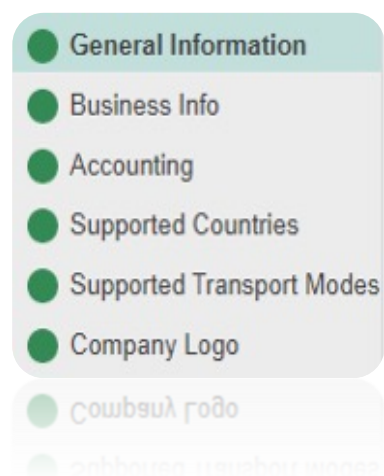 General Information
Business Info
Accounting
Supported Countries
Supported Transport Modes
Company Logo